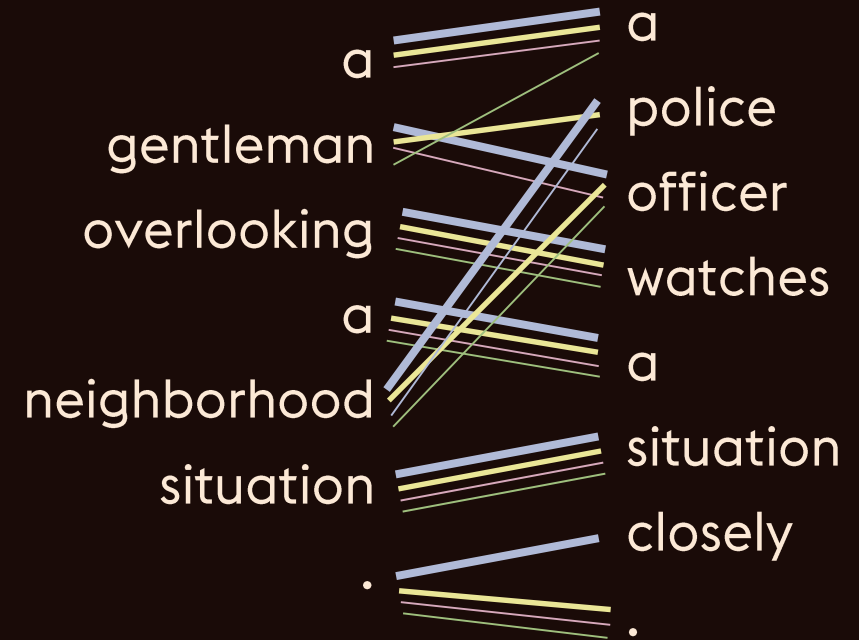 a
gentleman
overlooking
a
neighborhood
situation
.
a
police
officer
watches
a
situation
closely
.